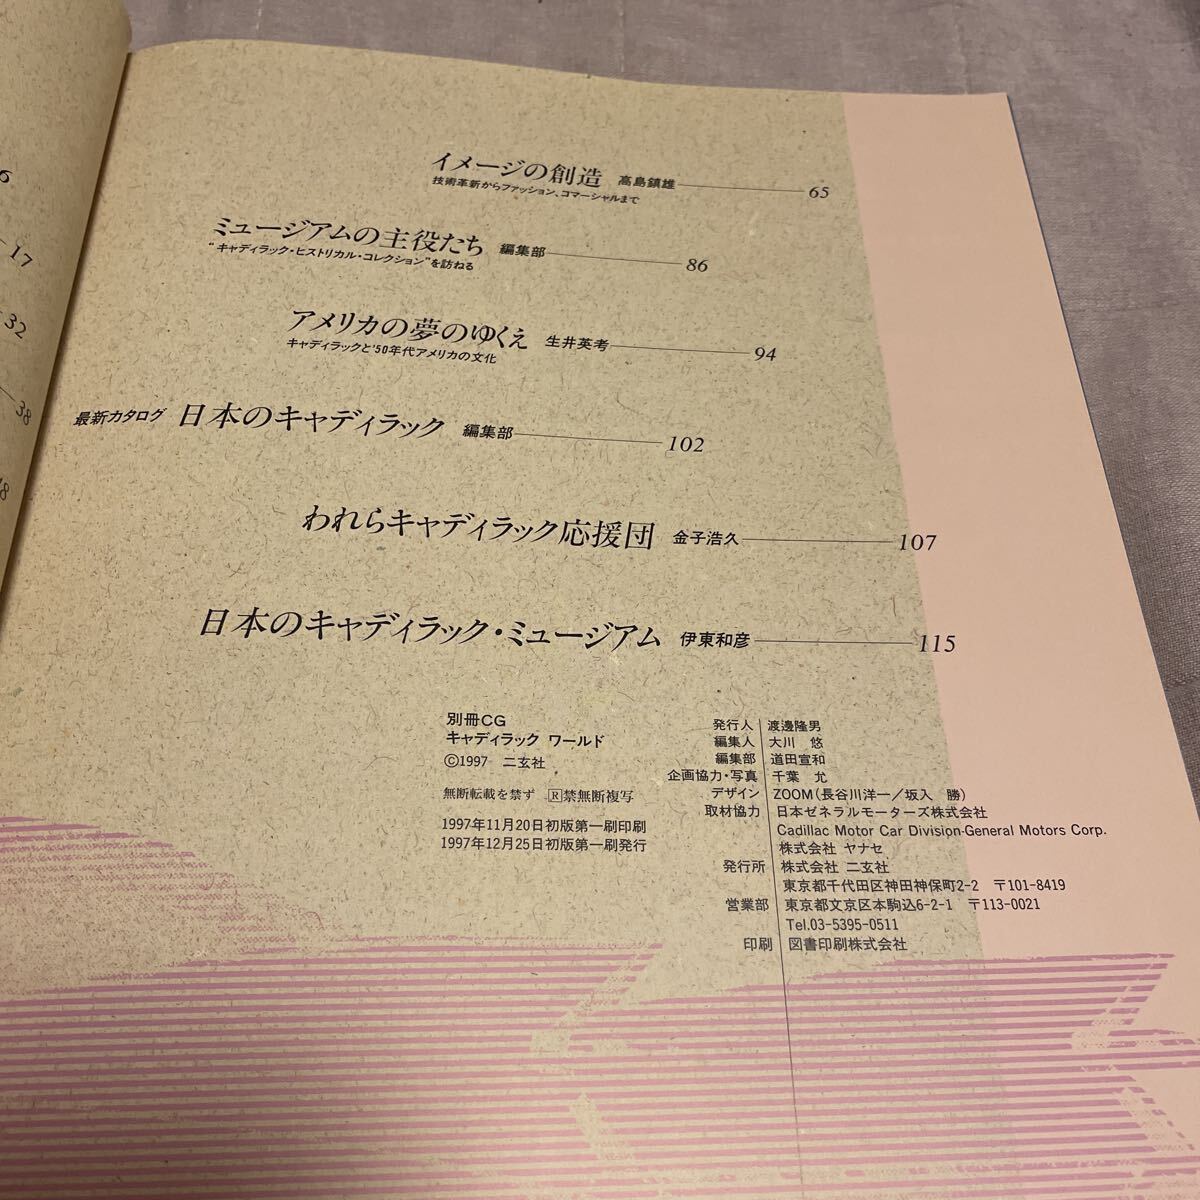 17
32
38
イメージの創造 高島鎮雄 65
技術革新からファッション、コマーシャルまで
ミュージアムの主役たち 編集部 86
“キャディラック・ヒストリカル・コレクション”を訪ねる
アメリカの夢のゆくえ 生井英考 94
キャディラックと'50年代アメリカの文化
最新カタログ 日本のキャディラック 編集部 102
われらキャディラック応援団 金子浩久 107
日本のキャディラック・ミュージアム 伊東和彦 115
別冊CG
キャディラック ワールド
©1997 二玄社
無断転載を禁ず Ⓡ禁無断複写
1997年11月20日初版第一刷印刷
1997年12月25日初版第一刷発行
発行人 渡邊隆男
編集人 大川 悠
編集部 道田宣和
企画協力・写真 千葉 允
デザイン ZOOM(長谷川洋一/坂入 勝)
取材協力 日本ゼネラルモーターズ株式会社
Cadillac Motor Car Division-General Motors Corp.
株式会社 ヤナセ
発行所 株式会社 二玄社
東京都千代田区神田神保町2-2 〒101-8419
営業部 東京都文京区本駒込6-2-1 〒113-0021
Tel.03-5395-0511
印刷 図書印刷株式会社